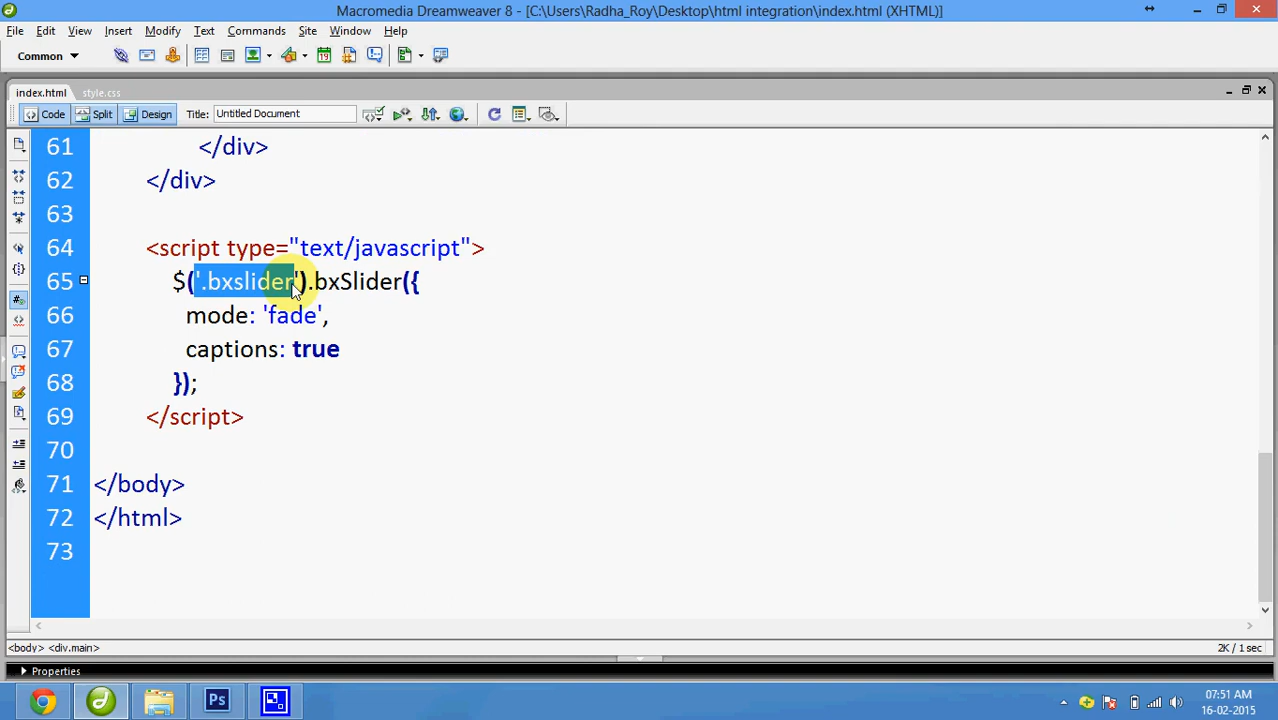 Macromedia Dreamweaver 8 - [C:\Users\Radha_Roy\Desktop\html integration\index.html (XHTML)]
File Edit View Insert Modify Text Commands Site Window Help
Common
index.html style.css
Code Split Design Title: Untitled Document
61 </div>
62 </div>
63
64 <script type="text/javascript">
65 $('.bxslider').bxSlider({
66 mode: 'fade',
67 captions: true
68 });
69 </script>
70
71 </body>
72 </html>
73
<body> <div.main> 2K / 1 sec
Properties
Ps
07:51 AM
16-02-2015